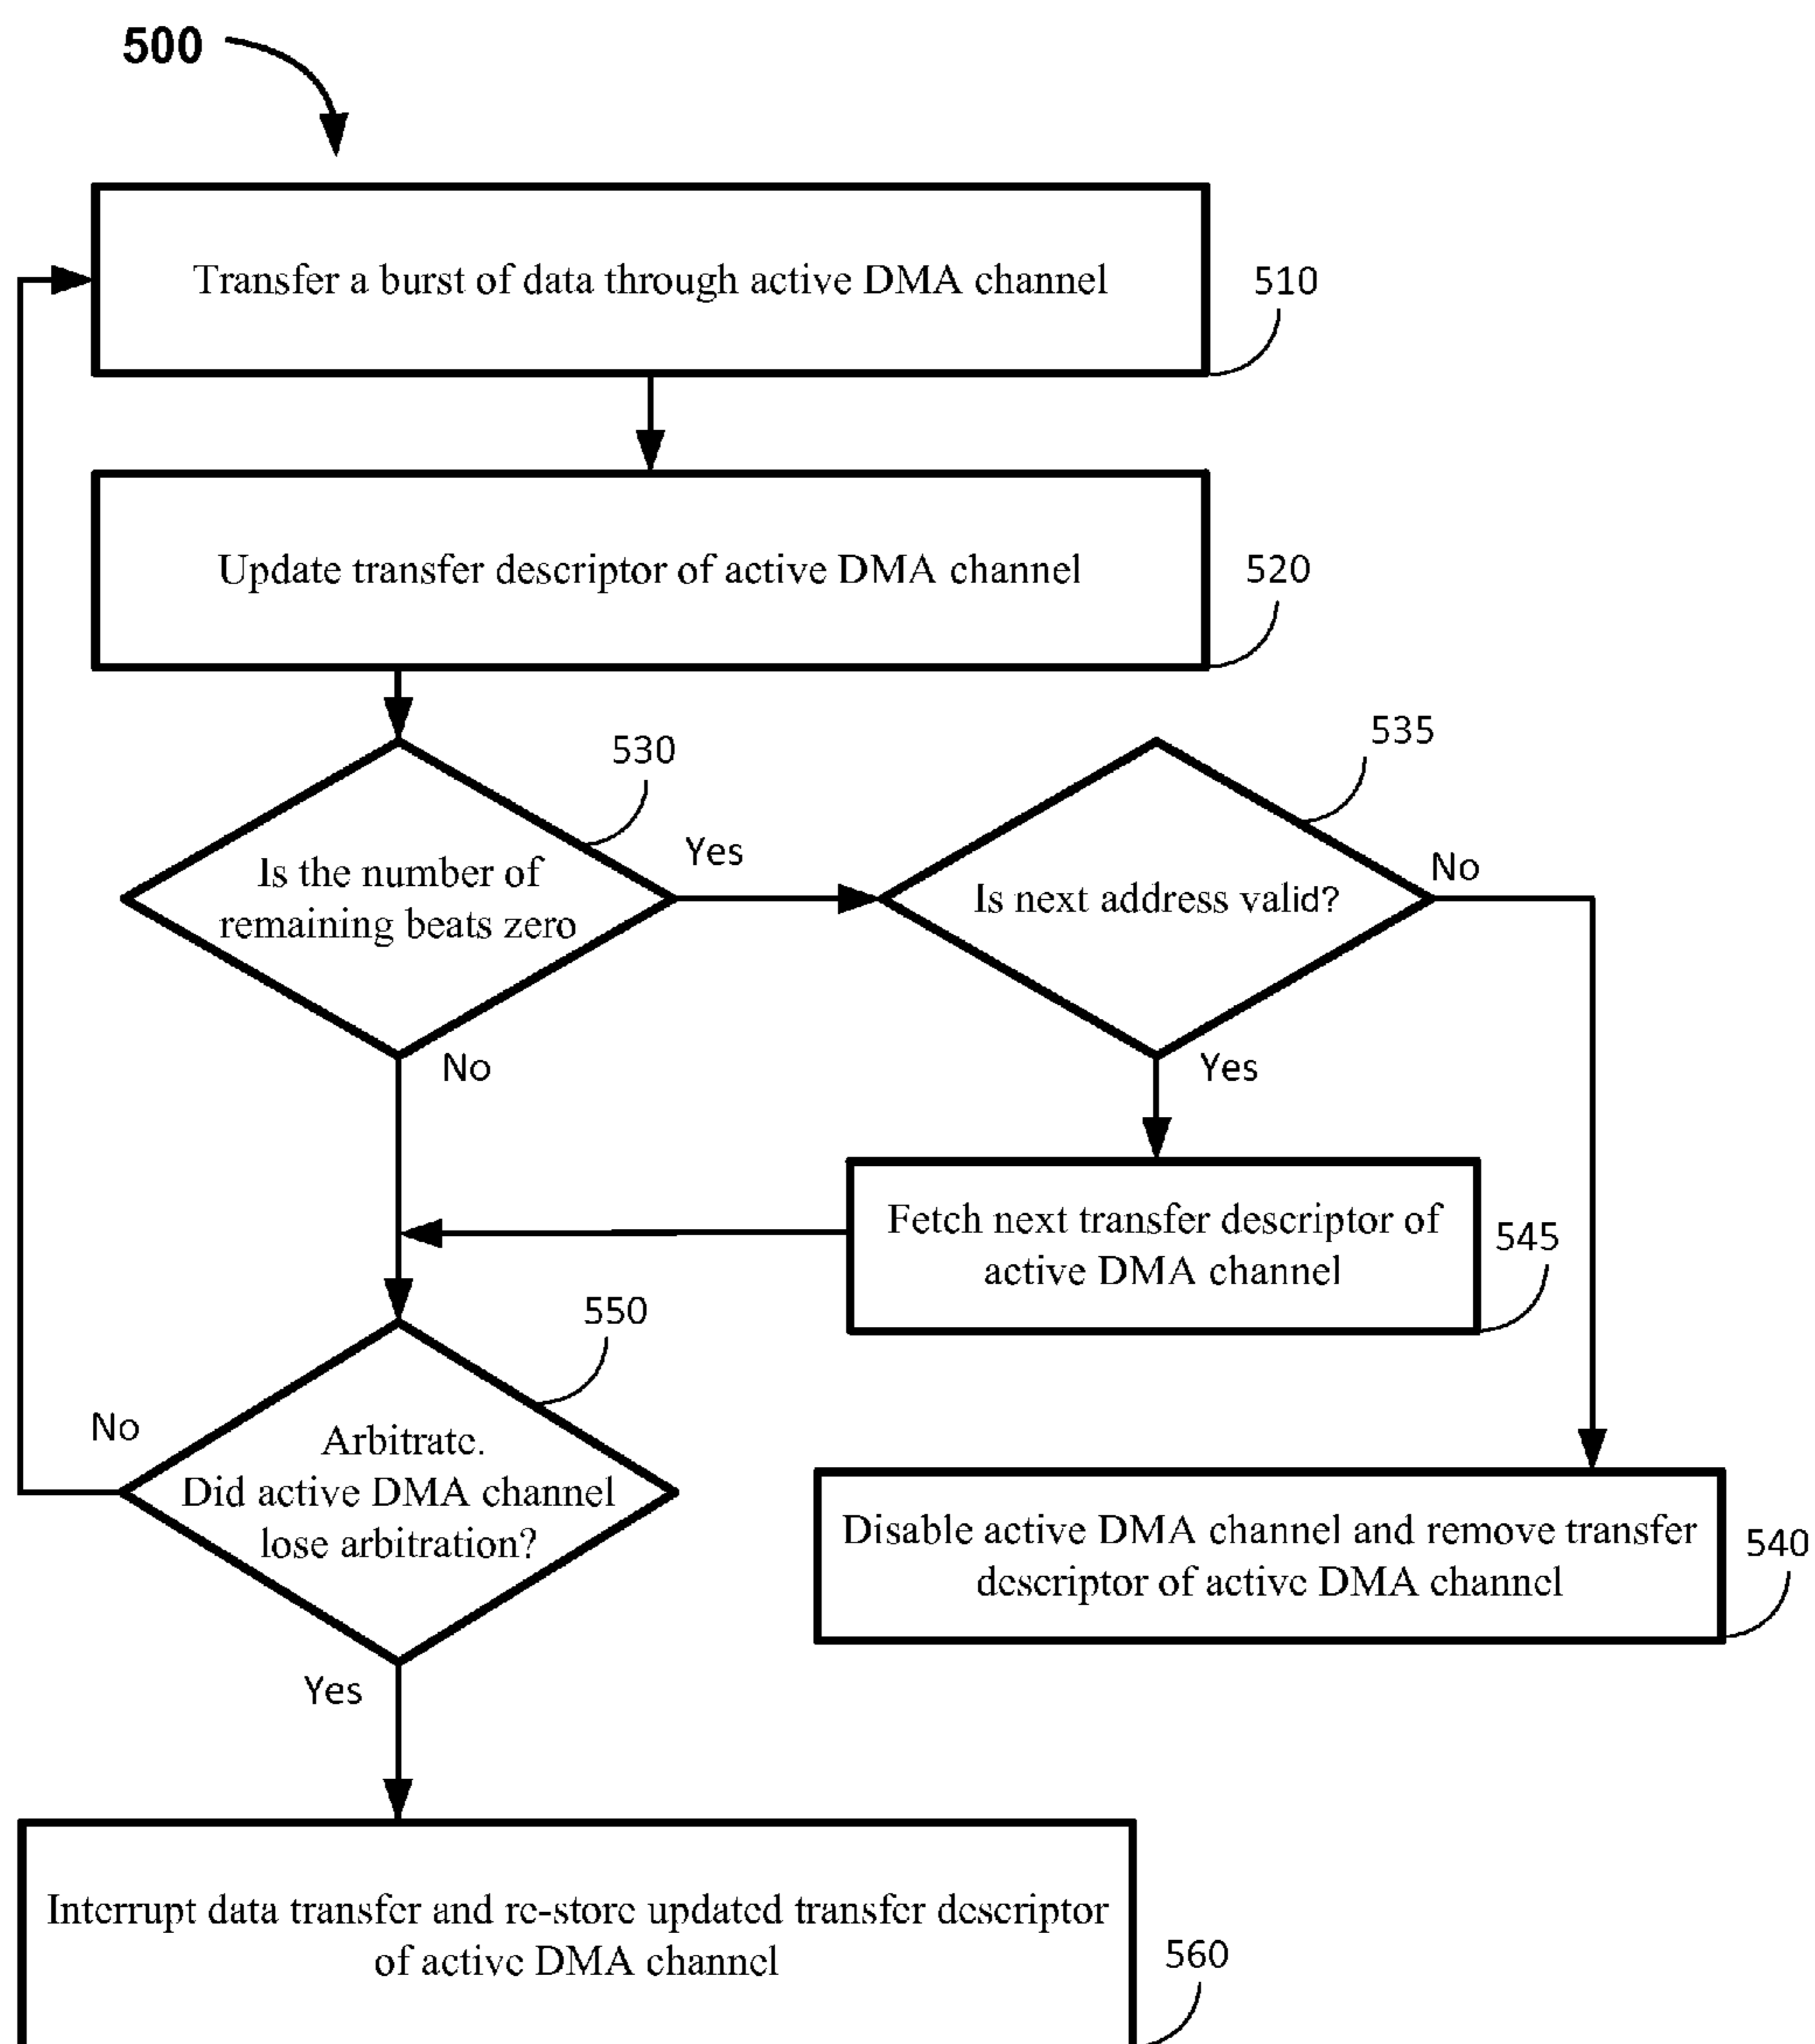 500
Transfer a burst of data through active DMA channel
510
Update transfer descriptor of active DMA channel
520
530
Is the number of
remaining beats zero
Yes
No
535
Is next address valid?
No
Yes
Fetch next transfer descriptor of
active DMA channel
545
550
Arbitrate.
Did active DMA channel
lose arbitration?
No
Yes
Disable active DMA channel and remove transfer
descriptor of active DMA channel
540
Interrupt data transfer and re-store updated transfer descriptor
of active DMA channel
560